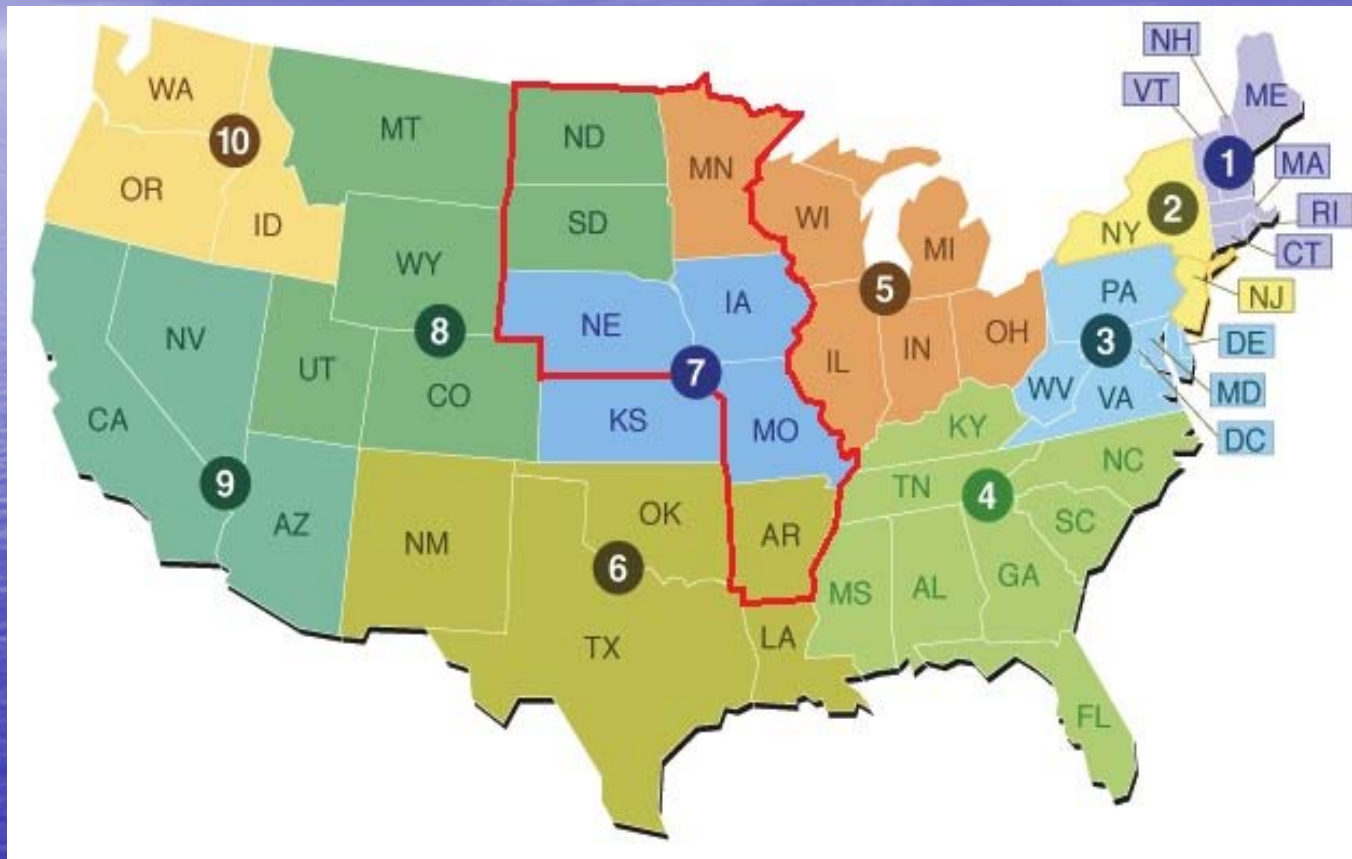 NH
VT
ME
WA
10
MT
ND
MN
1
MA
OR
ID
SD
WI
MI
2
RI
NY
CT
WY
5
PA
NJ
NV
8
NE
IA
IL
IN
OH
3
DE
UT
CO
7
WV
VA
MD
CA
KS
MO
KY
DC
9
AZ
NM
OK
TN
4
NC
6
AR
SC
TX
LA
MS
AL
GA
FL